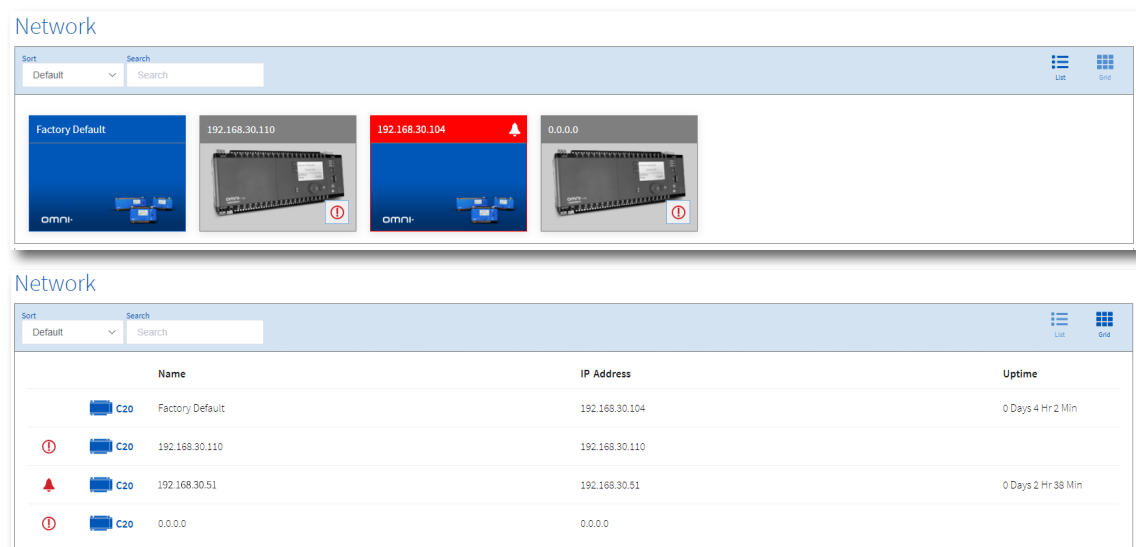 Network
Sort Search
Default Search
List Grid
Factory Default 192.168.30.110 192.168.30.104 0.0.0.0
OMNI OMNI
Network
Sort Search
Default Search
List Grid
Name IP Address Uptime
C20 Factory Default 192.168.30.104 0 Days 4 Hr 2 Min
C20 192.168.30.110 192.168.30.110
C20 192.168.30.51 192.168.30.51 0 Days 2 Hr 38 Min
C20 0.0.0.0 0.0.0.0